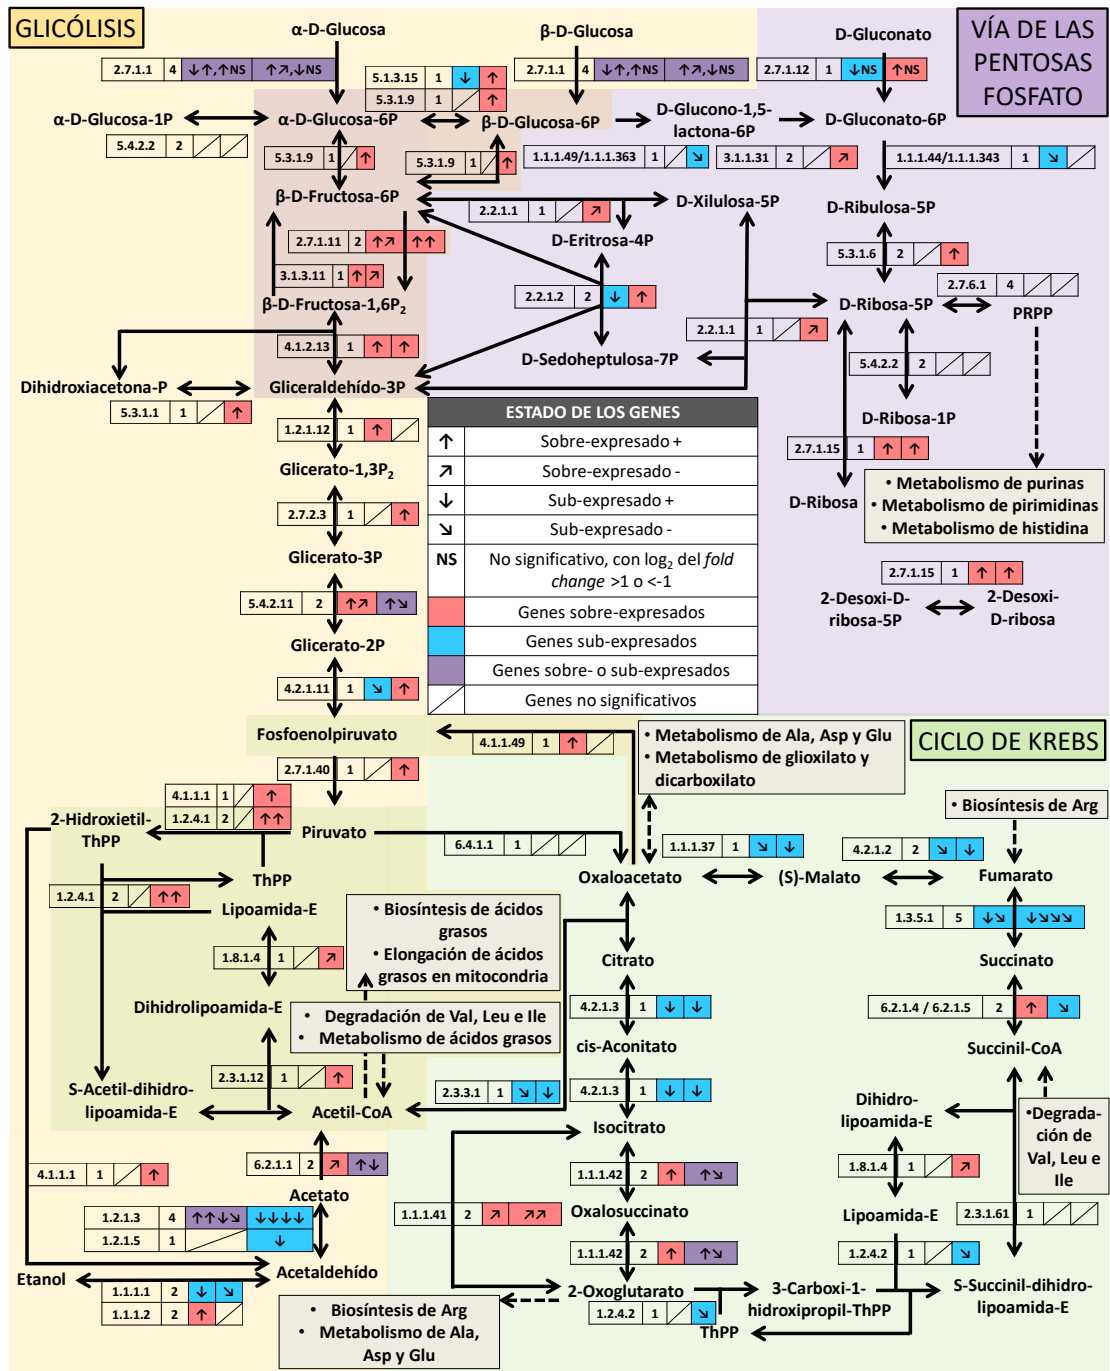 GLICÓLISIS
α-D-Glucosa
β-D-Glucosa
D-Gluconato
VÍA DE LAS
PENTOSAS
FOSFATO
2.7.1.1 4 ↓↑,↑NS ↑↗,↓NS
5.1.3.15 1 ↓ ↑
5.3.1.9 1 ↑
2.7.1.1 4 ↓↑,↑NS ↑↗,↓NS
2.7.1.12 1 ↓NS ↑NS
α-D-Glucosa-1P
α-D-Glucosa-6P
β-D-Glucosa-6P
D-Glucono-1,5-
lactona-6P
D-Gluconato-6P
5.4.2.2 2
5.3.1.9 1 ↑
5.3.1.9 1 ↑
1.1.1.49/1.1.1.363 1 ↘
3.1.1.31 2 ↗
1.1.1.44/1.1.1.343 1 ↘
β-D-Fructosa-6P
2.2.1.1 1 ↗
D-Xilulosa-5P
D-Ribulosa-5P
D-Eritrosa-4P
2.7.1.11 2 ↑↗ ↑↑
3.1.3.11 1 ↑ ↗
5.3.1.6 2 ↑
2.7.6.1 4
β-D-Fructosa-1,6P2
2.2.1.2 2 ↓ ↑
D-Ribosa-5P
PRPP
4.1.2.13 1 ↑ ↑
2.2.1.1 1 ↗
D-Sedoheptulosa-7P
5.4.2.2 2
Dihidroxiacetona-P
Gliceraldehído-3P
5.3.1.1 1 ↑
D-Ribosa-1P
1.2.1.12 1 ↑
2.7.1.15 1 ↑ ↑
Glicerato-1,3P2
D-Ribosa
• Metabolismo de purinas
• Metabolismo de pirimidinas
• Metabolismo de histidina
2.7.2.3 1 ↑
Glicerato-3P
2.7.1.15 1 ↑ ↑
2-Desoxi-D-
ribosa-5P
2-Desoxi-
D-ribosa
5.4.2.11 2 ↑↗ ↑↘
Glicerato-2P
4.2.1.11 1 ↘ ↑
ESTADO DE LOS GENES
↑ Sobre-expresado +
↗ Sobre-expresado -
↓ Sub-expresado +
↘ Sub-expresado -
NS No significativo, con log2 del fold
change >1 o <-1
Genes sobre-expresados
Genes sub-expresados
Genes sobre- o sub-expresados
Genes no significativos
Fosfoenolpiruvato
4.1.1.49 1 ↑
• Metabolismo de Ala, Asp y Glu
• Metabolismo de glioxilato y
dicarboxilato
CICLO DE KREBS
2.7.1.40 1 ↑
4.1.1.1 1 ↑
1.2.4.1 2 ↑↑
• Biosíntesis de Arg
2-Hidroxietil-
ThPP
Piruvato
6.4.1.1 1
1.1.1.37 1 ↘ ↓
4.2.1.2 2 ↘ ↓
ThPP
Oxaloacetato
(S)-Malato
Fumarato
1.2.4.1 2 ↑↑
Lipoamida-E
• Biosíntesis de ácidos
grasos
• Elongación de ácidos
grasos en mitocondria
1.3.5.1 5 ↓↘ ↓↘↘↘
1.8.1.4 1 ↗
Citrato
Succinato
Dihidrolipoamida-E
• Degradación de Val, Leu e Ile
• Metabolismo de ácidos grasos
4.2.1.3 1 ↓ ↓
6.2.1.4 / 6.2.1.5 2 ↑ ↘
cis-Aconitato
Succinil-CoA
2.3.1.12 1 ↑
2.3.3.1 1 ↘ ↓
4.2.1.3 1 ↓ ↓
S-Acetil-dihidro-
lipoamida-E
Acetil-CoA
Isocitrato
Dihidro-
lipoamida-E
•Degrada-
ción de
Val, Leu e
Ile
4.1.1.1 1 ↑
6.2.1.1 2 ↗ ↑↓
1.1.1.42 2 ↑ ↑↘
1.8.1.4 1 ↗
Acetato
1.1.1.41 2 ↗ ↗↗
Oxalosuccinato
Lipoamida-E
2.3.1.61 1
1.2.1.3 4 ↑↑↓↘ ↓↓↓↓
1.2.1.5 1 ↓
1.1.1.42 2 ↑ ↑↘
1.2.4.2 1 ↘
Etanol
Acetaldehído
1.1.1.1 2 ↓ ↘
1.1.1.2 2 ↑
2-Oxoglutarato
3-Carboxi-1-
hidroxipropil-ThPP
S-Succinil-dihidro-
lipoamida-E
1.2.4.2 1 ↘
ThPP
• Biosíntesis de Arg
• Metabolismo de Ala,
Asp y Glu